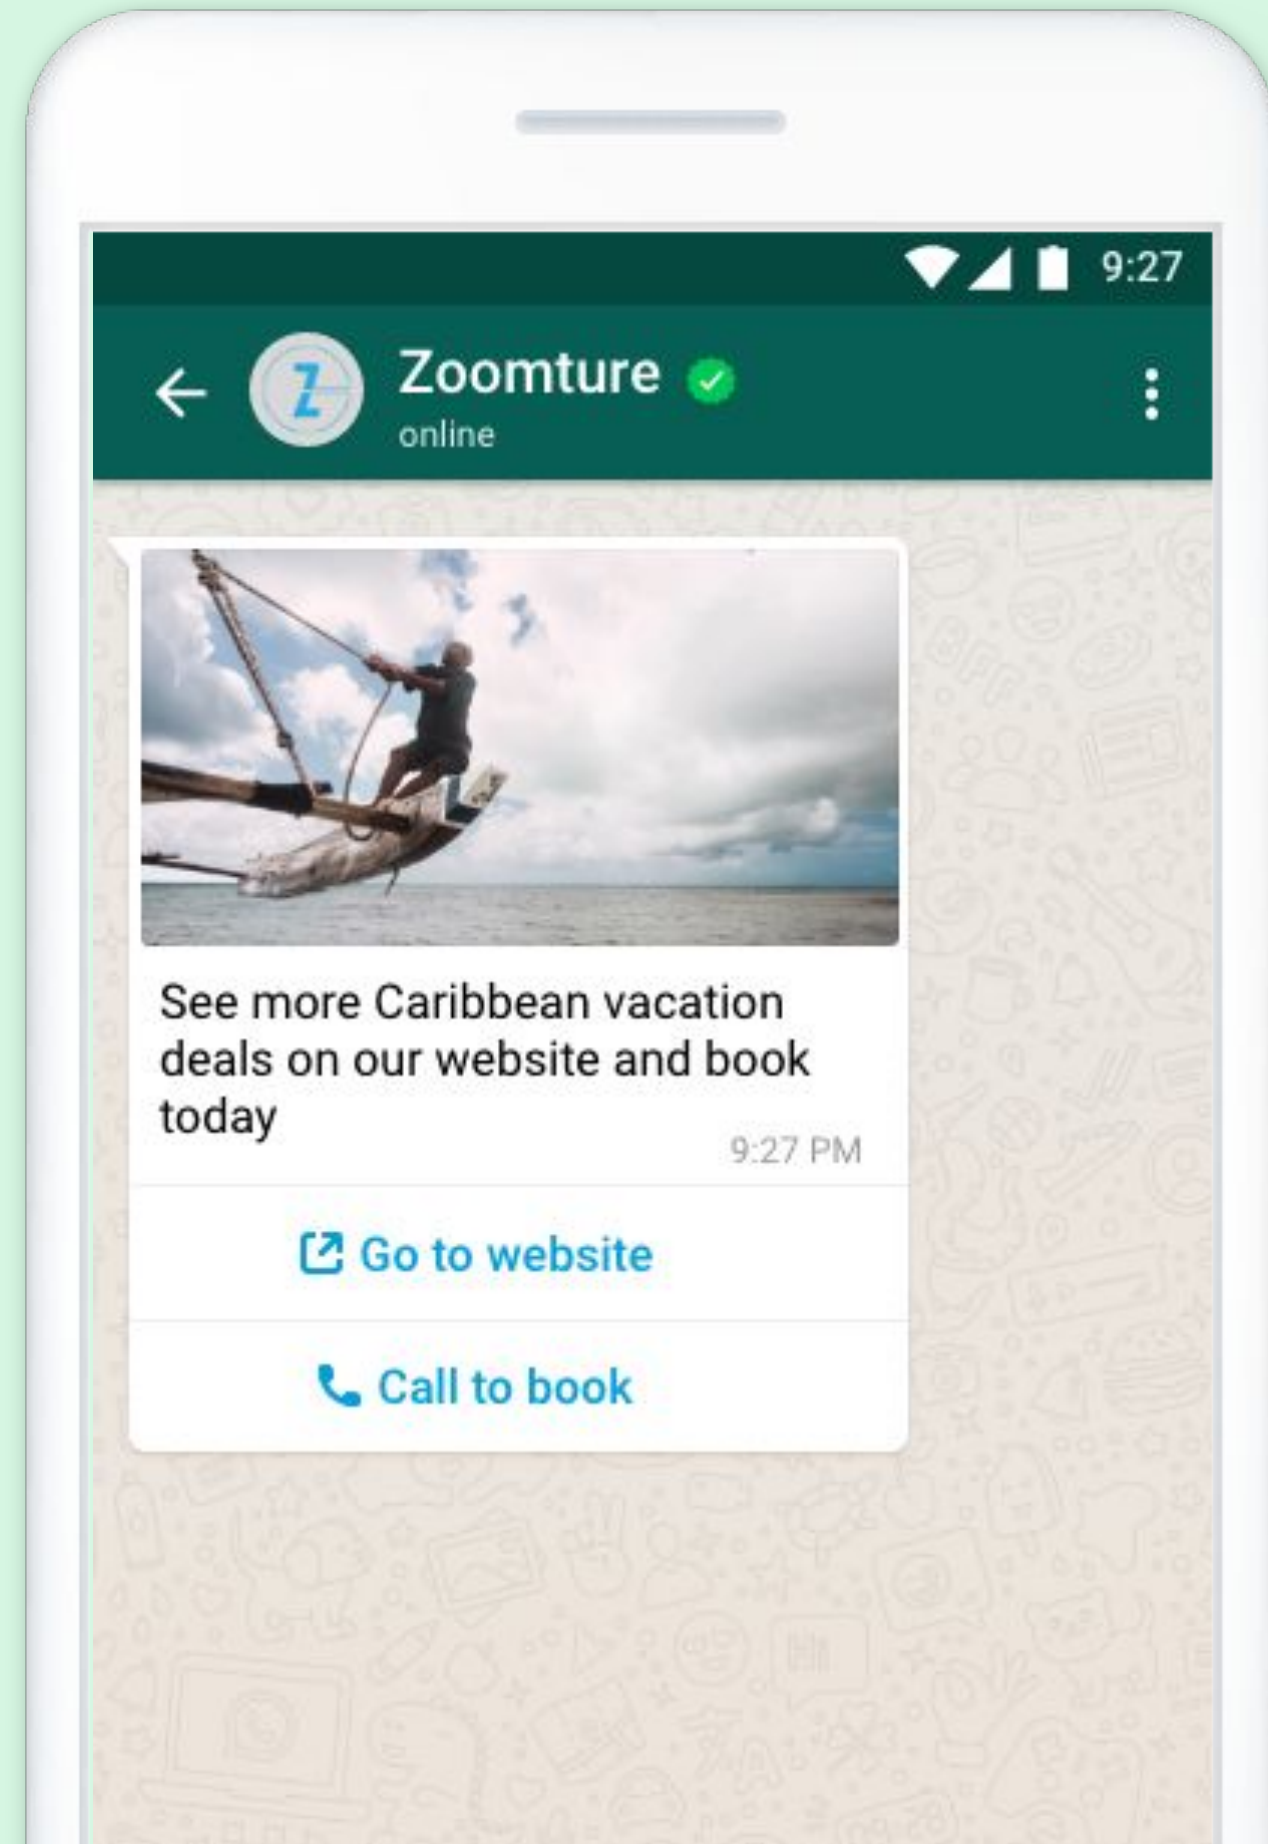 9:27
Z
Zoomture
online
See more Caribbean vacation
deals on our website and book
today
9:27 PM
Go to website
Call to book